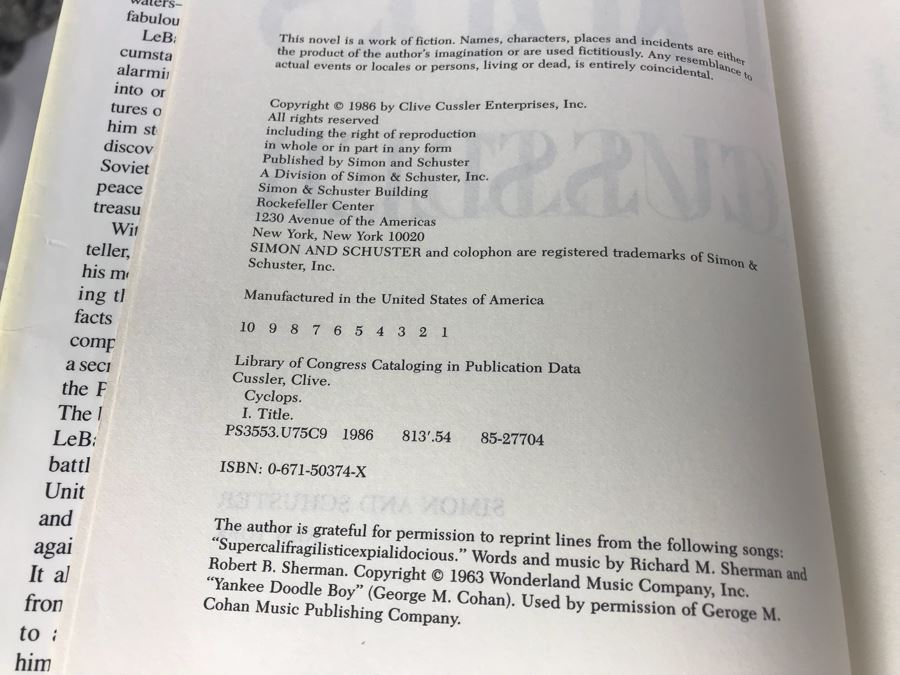 waters–
fabulou
LeBa
cumsta
alarmin
into or
tures o
him st
discov
Soviet
peace
treasu
Wit
teller,
his m
ing th
facts
comp
a secr
the P
The
LeBa
battl
Unit
and
agai
It al
from
to
him
This novel is a work of fiction. Names, characters, places and incidents are either
the product of the author's imagination or are used fictitiously. Any resemblance to
actual events or locales or persons, living or dead, is entirely coincidental.
Copyright © 1986 by Clive Cussler Enterprises, Inc.
All rights reserved
including the right of reproduction
in whole or in part in any form
Published by Simon and Schuster
A Division of Simon & Schuster, Inc.
Simon & Schuster Building
Rockefeller Center
1230 Avenue of the Americas
New York, New York 10020
SIMON AND SCHUSTER and colophon are registered trademarks of Simon &
Schuster, Inc.
Manufactured in the United States of America
10 9 8 7 6 5 4 3 2 1
Library of Congress Cataloging in Publication Data
Cussler, Clive.
Cyclops.
I. Title.
PS3553.U75C9 1986 813′.54 85-27704
ISBN: 0-671-50374-X
The author is grateful for permission to reprint lines from the following songs:
“Supercalifragilisticexpialidocious.” Words and music by Richard M. Sherman and
Robert B. Sherman. Copyright © 1963 Wonderland Music Company, Inc.
“Yankee Doodle Boy” (George M. Cohan). Used by permission of Geroge M.
Cohan Music Publishing Company.